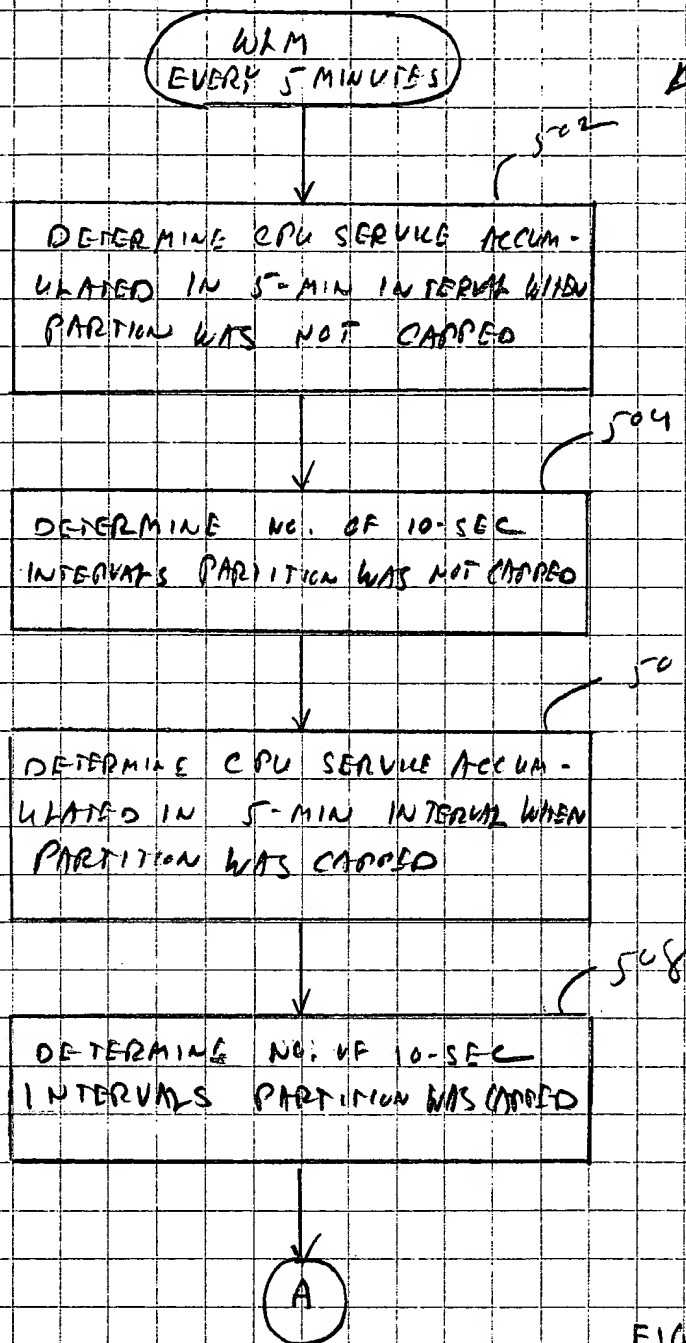 WLM
EVERY 5 MINUTES
502
DETERMINE CPU SERVICE ACCUM-
ULATED IN 5-MIN INTERVAL WHEN
PARTION WAS NOT CAPPED
504
DETERMINE NO. OF 10-SEC
INTERVALS PARTITION WAS NOT CAPPED
50
DETERMINE CPU SERVICE ACCUM-
ULATED IN 5-MIN INTERVAL WHEN
PARTITION WAS CAPPED
508
DETERMINE NO. OF 10-SEC
INTERVALS PARTITION WAS CAPPED
A